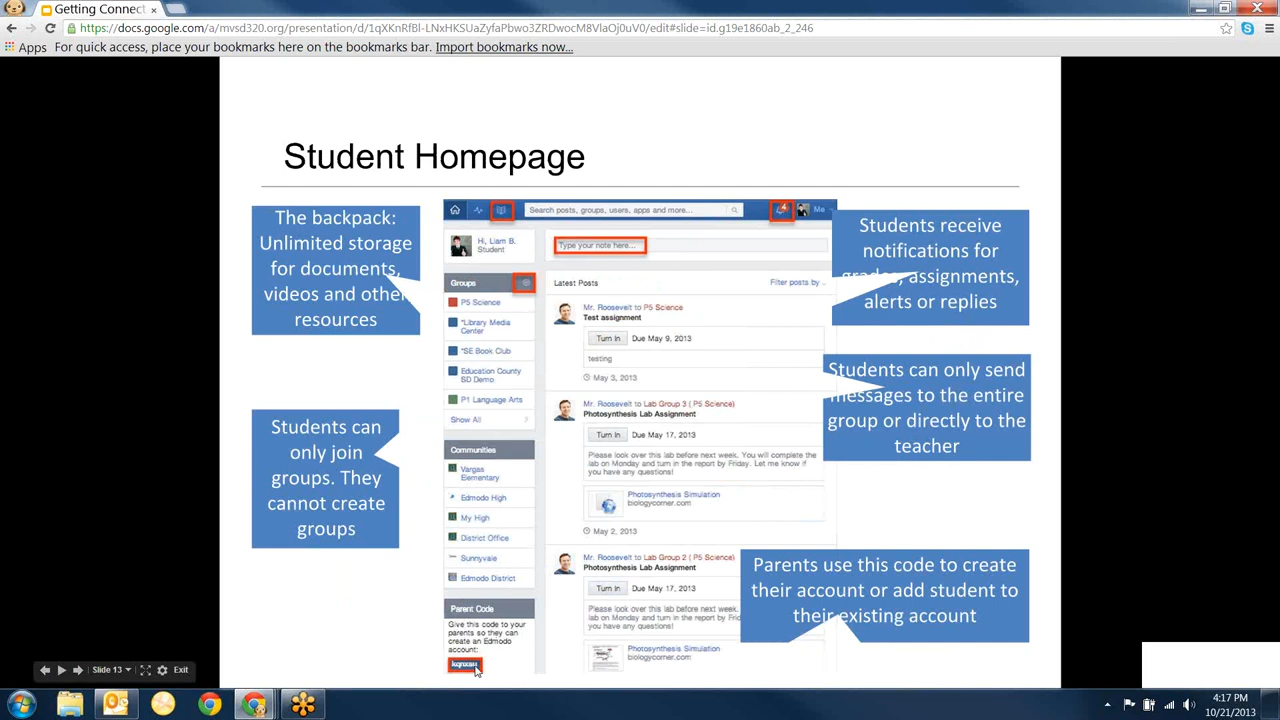 Getting Connect
https://docs.google.com/a/mvsd320.org/presentation/d/1qXKnRfBl-LNxHKSUaZyfaPbwo3ZRDwcM8VlaOj0uV0/edit#slide=id.g19e1860ab_2_246
Apps For quick access, place your bookmarks here on the bookmarks bar. Import bookmarks now...
Student Homepage
The backpack:
Unlimited storage
for documents,
videos and other
resources
Students can
only join
groups. They
cannot create
groups
Search posts, groups, users, apps and more...
4
Me
Hi, Liam B.
Student
Type your note here...
Groups
P5 Science
*Library Media
Center
*SE Book Club
Education County
SD Demo
P1 Language Arts
Show All
Communities
Vargas
Elementary
Edmodo High
My High
District Office
Sunnyvale
Edmodo District
Parent Code
Give this code to your
parents so they can
create an Edmodo
account:
Latest Posts
Filter posts by
Mr. Roosevelt to P5 Science
Test assignment
Turn In Due May 9, 2013
testing
May 3, 2013
Mr. Roosevelt to Lab Group 3 ( P5 Science)
Photosynthesis Lab Assignment
Turn In Due May 17, 2013
Please look over this lab before next week. You will complete the
lab on Monday and turn in the report by Friday. Let me know if
you have any questions!
Photosynthesis Simulation
biologycorner.com
May 2, 2013
Mr. Roosevelt to Lab Group 2 ( P5 Science)
Photosynthesis Lab Assignment
Turn In Due May 17, 2013
Please look over this lab before next week.
lab on Monday and turn in the report by Friday.
you have any questions!
Photosynthesis Simulation
biologycorner.com
Students receive
notifications for
grades, assignments,
alerts or replies
Students can only send
messages to the entire
group or directly to the
teacher
Parents use this code to create
their account or add student to
their existing account
Slide 13
Exit
4:17 PM
10/21/2013